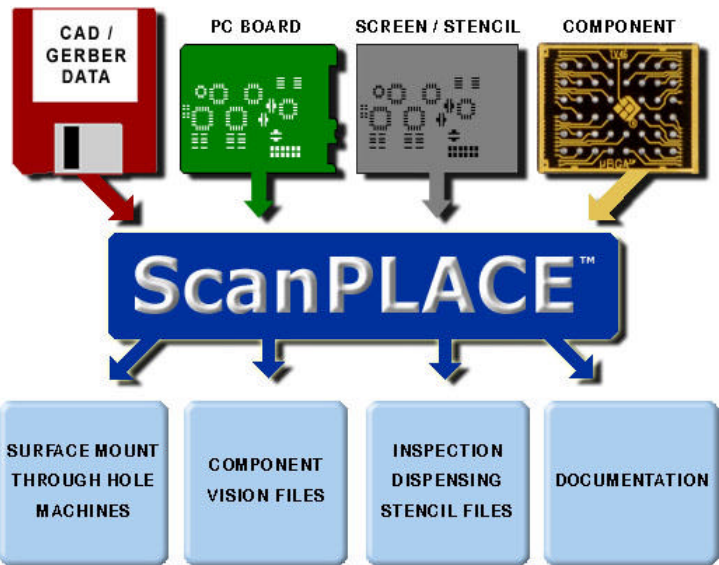 CAD /
GERBER
DATA
PC BOARD
SCREEN / STENCIL
COMPONENT
ScanPLACE™
SURFACE MOUNT
THROUGH HOLE
MACHINES
COMPONENT
VISION FILES
INSPECTION
DISPENSING
STENCIL FILES
DOCUMENTATION